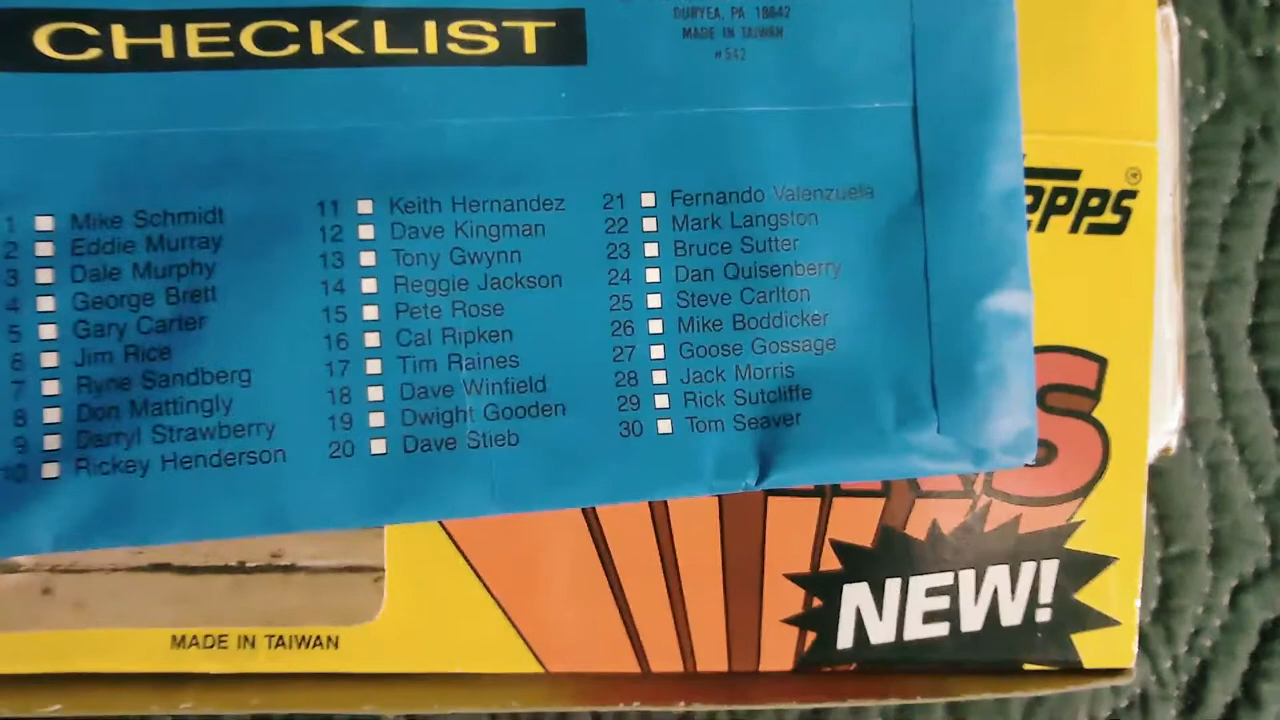 CHECKLIST
DURYEA, PA 18642
MADE IN TAIWAN
#542
1 Mike Schmidt
2 Eddie Murray
3 Dale Murphy
4 George Brett
5 Gary Carter
6 Jim Rice
7 Ryne Sandberg
8 Don Mattingly
9 Darryl Strawberry
10 Rickey Henderson
11 Keith Hernandez
12 Dave Kingman
13 Tony Gwynn
14 Reggie Jackson
15 Pete Rose
16 Cal Ripken
17 Tim Raines
18 Dave Winfield
19 Dwight Gooden
20 Dave Stieb
21 Fernando Valenzuela
22 Mark Langston
23 Bruce Sutter
24 Dan Quisenberry
25 Steve Carlton
26 Mike Boddicker
27 Goose Gossage
28 Jack Morris
29 Rick Sutcliffe
30 Tom Seaver
NEW!
MADE IN TAIWAN